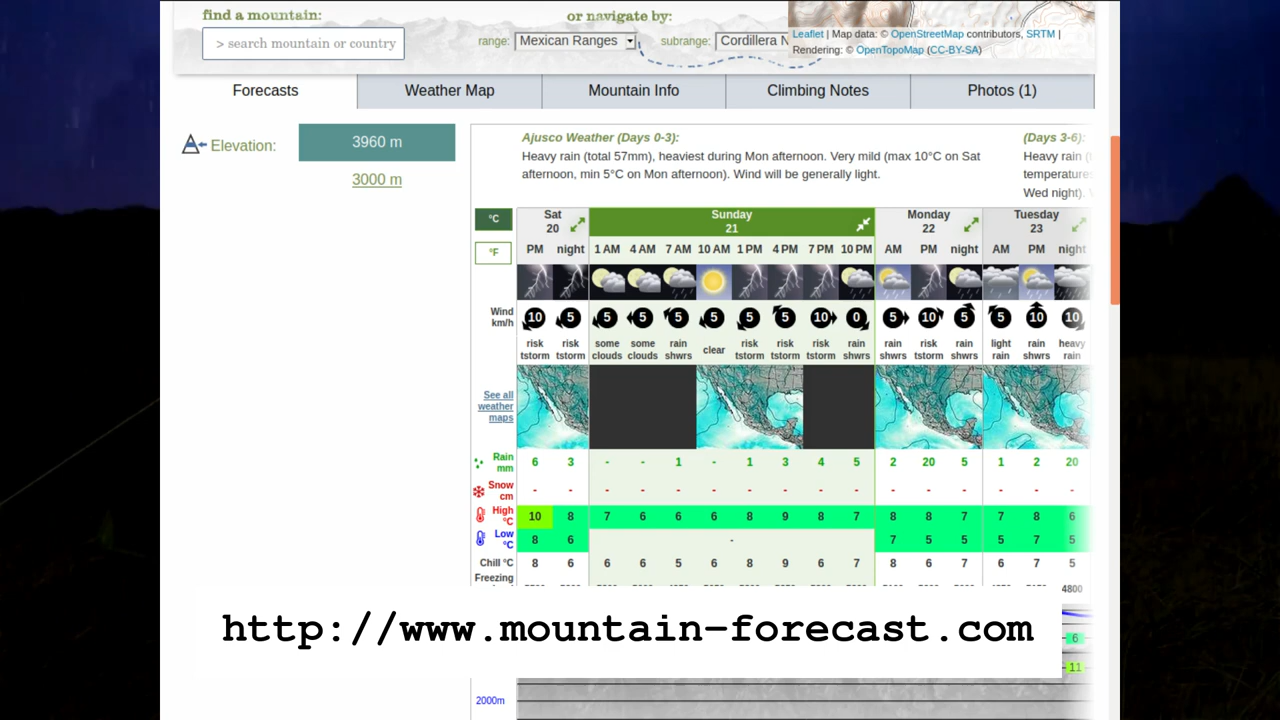 find a mountain:
or navigate by:
> search mountain or country
range:
Mexican Ranges
subrange:
Cordillera N
Leaflet | Map data: © OpenStreetMap contributors, SRTM |
Rendering: © OpenTopoMap (CC-BY-SA)
Forecasts
Weather Map
Mountain Info
Climbing Notes
Photos (1)
Elevation:
3960 m
3000 m
Ajusco Weather (Days 0-3):
Heavy rain (total 57mm), heaviest during Mon afternoon. Very mild (max 10°C on Sat
afternoon, min 5°C on Mon afternoon). Wind will be generally light.
(Days 3-6):
Heavy rain
temperature
Wed night).
°C
°F
Sat
20
Sunday
21
Monday
22
Tuesday
23
PM night 1 AM 4 AM 7 AM 10 AM 1 PM 4 PM 7 PM 10 PM AM PM night AM PM night
Wind
km/h
10 5 5 5 5 5 5 5 10 0 5 10 5 5 10 10
risk tstorm
risk tstorm
some clouds
some clouds
rain shwrs
clear
risk tstorm
risk tstorm
risk tstorm
rain shwrs
rain shwrs
risk tstorm
rain shwrs
light rain
rain shwrs
heavy rain
See all
weather
maps
Rain
mm
6 3 - - 1 - 1 3 4 5 2 20 5 1 2 20
Snow
cm
- - - - - - - - - - - - - - - -
High
°C
10 8 7 6 6 6 8 9 8 7 8 8 7 7 8 6
Low
°C
8 6 - 7 5 5 5 7 5
Chill °C
8 6 6 6 5 6 8 9 6 7 8 6 7 6 7 5
Freezing
4800
http://www.mountain-forecast.com
6
11
2000m